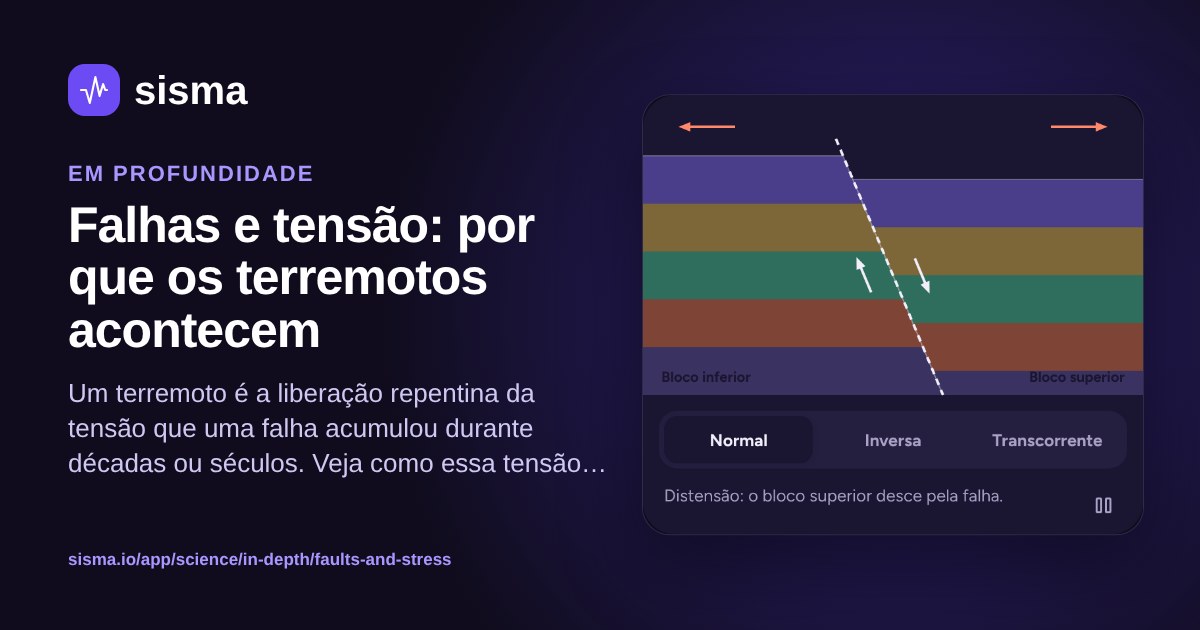 sisma
EM PROFUNDIDADE
Falhas e tensão: por
que os terremotos
acontecem
Um terremoto é a liberação repentina da
tensão que uma falha acumulou durante
décadas ou séculos. Veja como essa tensão…
sisma.io/app/science/in-depth/faults-and-stress
Bloco inferior
Bloco superior
Normal
Inversa
Transcorrente
Distensão: o bloco superior desce pela falha.